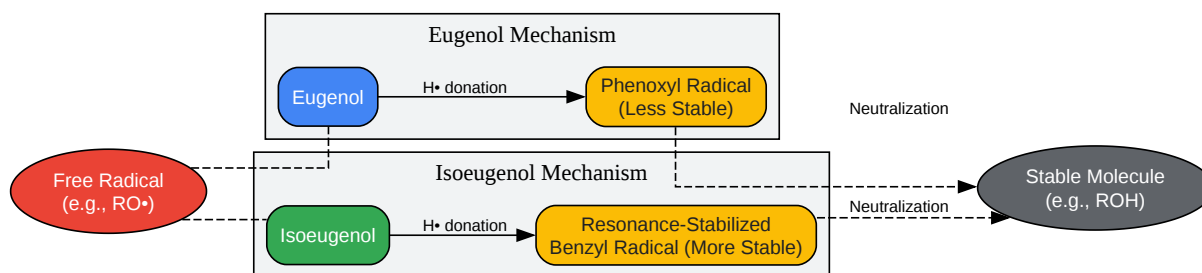 Eugenol Mechanism
Eugenol
H• donation
Phenoxyl Radical
(Less Stable)
Neutralization
Free Radical
(e.g., RO•)
Isoeugenol Mechanism
Isoeugenol
H• donation
Resonance-Stabilized
Benzyl Radical (More Stable)
Neutralization
Stable Molecule
(e.g., ROH)